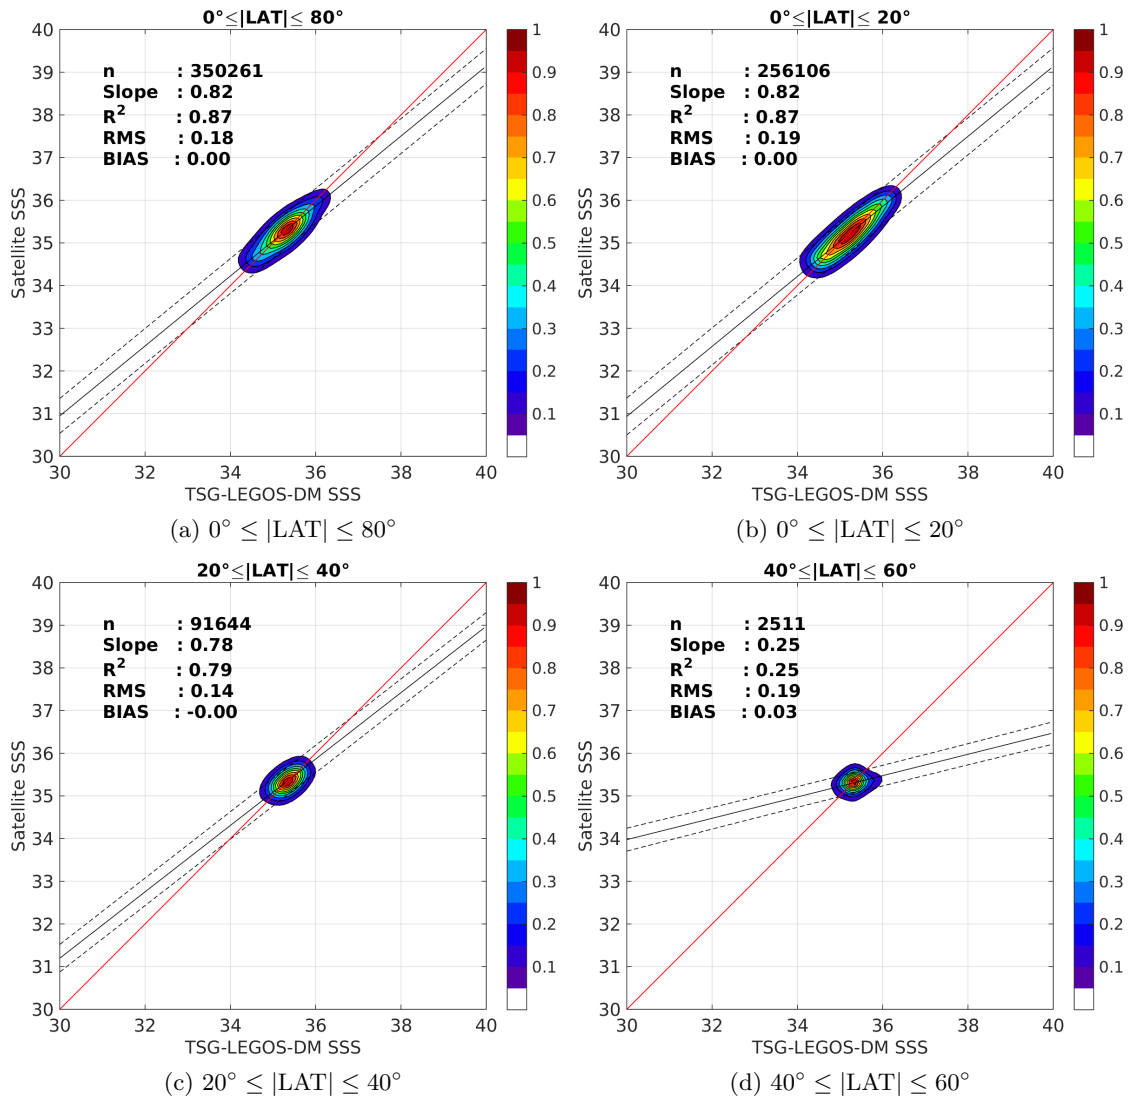 0°≤|LAT|≤ 80°
n : 350261
Slope : 0.82
R² : 0.87
RMS : 0.18
BIAS : 0.00
Satellite SSS
40
39
38
37
36
35
34
33
32
31
30
30 32 34 36 38 40
TSG-LEGOS-DM SSS
1
0.9
0.8
0.7
0.6
0.5
0.4
0.3
0.2
0.1
(a) 0° ≤ |LAT| ≤ 80°
0°≤|LAT|≤ 20°
n : 256106
Slope : 0.82
R² : 0.87
RMS : 0.19
BIAS : 0.00
Satellite SSS
40
39
38
37
36
35
34
33
32
31
30
30 32 34 36 38 40
TSG-LEGOS-DM SSS
1
0.9
0.8
0.7
0.6
0.5
0.4
0.3
0.2
0.1
(b) 0° ≤ |LAT| ≤ 20°
20°≤|LAT|≤ 40°
n : 91644
Slope : 0.78
R² : 0.79
RMS : 0.14
BIAS : -0.00
Satellite SSS
40
39
38
37
36
35
34
33
32
31
30
30 32 34 36 38 40
TSG-LEGOS-DM SSS
1
0.9
0.8
0.7
0.6
0.5
0.4
0.3
0.2
0.1
(c) 20° ≤ |LAT| ≤ 40°
40°≤|LAT|≤ 60°
n : 2511
Slope : 0.25
R² : 0.25
RMS : 0.19
BIAS : 0.03
Satellite SSS
40
39
38
37
36
35
34
33
32
31
30
30 32 34 36 38 40
TSG-LEGOS-DM SSS
1
0.9
0.8
0.7
0.6
0.5
0.4
0.3
0.2
0.1
(d) 40° ≤ |LAT| ≤ 60°